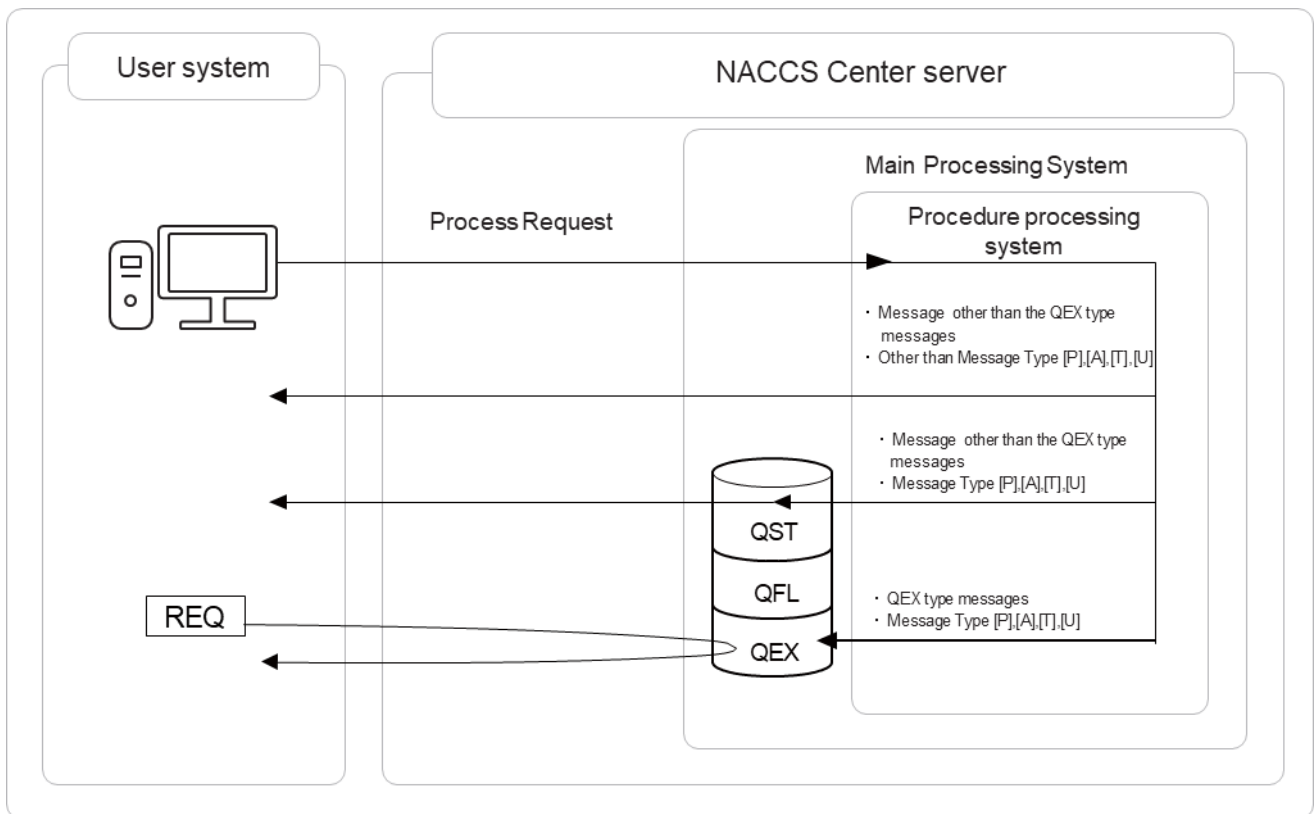 User system
NACCS Center server
Main Processing System
Process Request
Procedure processing
system
・ Message other than the QEX type
messages
・ Other than Message Type [P],[A],[T],[U]
・ Message other than the QEX type
messages
・ Message Type [P],[A],[T],[U]
QST
QFL
・ QEX type messages
・ Message Type [P],[A],[T],[U]
REQ
QEX